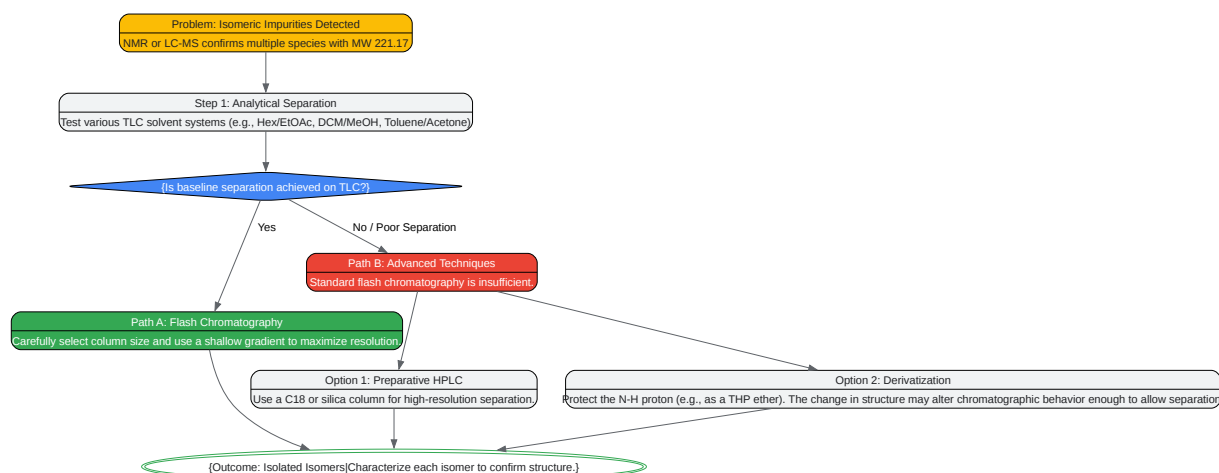 Problem: Isomeric Impurities Detected
NMR or LC-MS confirms multiple species with MW 221.17
Step 1: Analytical Separation
Test various TLC solvent systems (e.g., Hex/EtOAc, DCM/MeOH, Toluene/Acetone)
{Is baseline separation achieved on TLC?}
Yes
No / Poor Separation
Path B: Advanced Techniques
Standard flash chromatography is insufficient.
Path A: Flash Chromatography
Carefully select column size and use a shallow gradient to maximize resolution.
Option 1: Preparative HPLC
Use a C18 or silica column for high-resolution separation.
Option 2: Derivatization
Protect the N-H proton (e.g., as a THP ether). The change in structure may alter chromatographic behavior enough to allow separation.
{Outcome: Isolated Isomers|Characterize each isomer to confirm structure.}